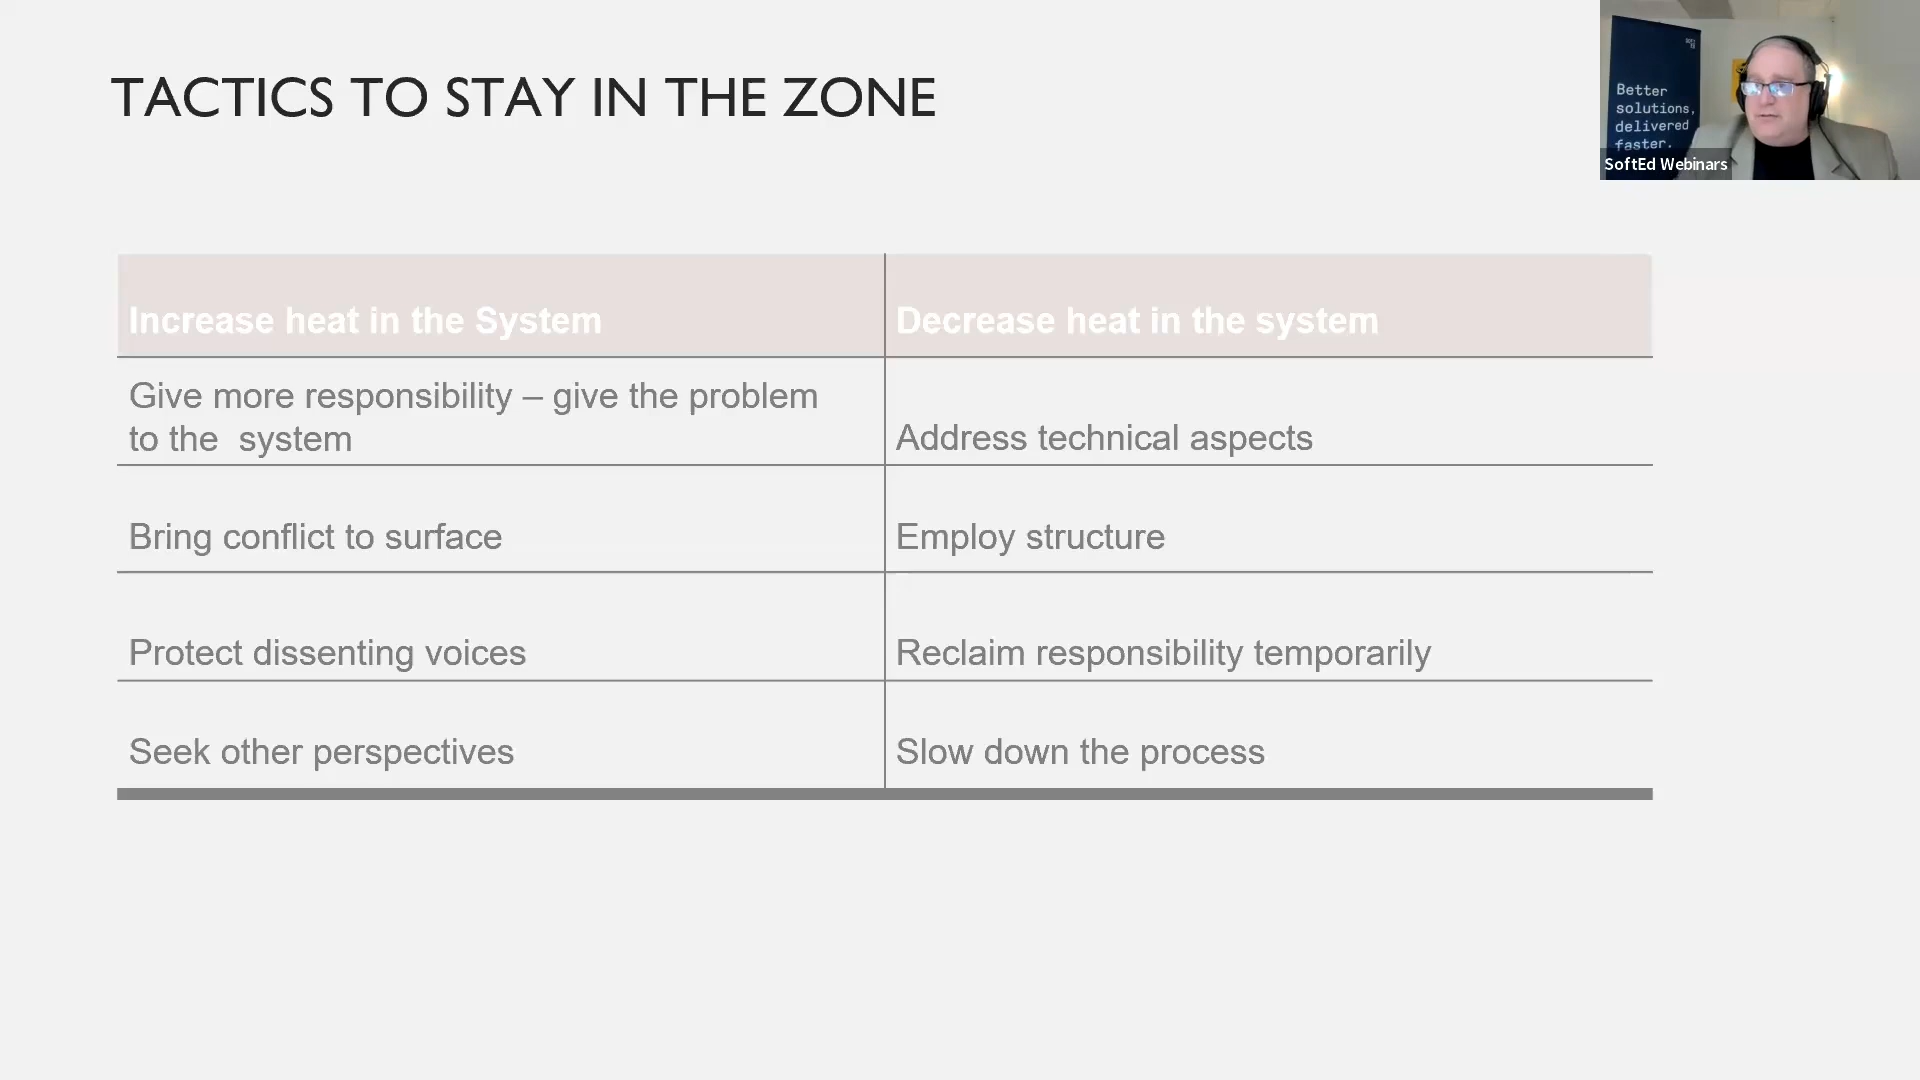 TACTICS TO STAY IN THE ZONE
Better
solutions,
delivered
faster.
SoftEd Webinars
Increase heat in the System
Decrease heat in the system
Give more responsibility – give the problem
to the  system
Address technical aspects
Bring conflict to surface
Employ structure
Protect dissenting voices
Reclaim responsibility temporarily
Seek other perspectives
Slow down the process